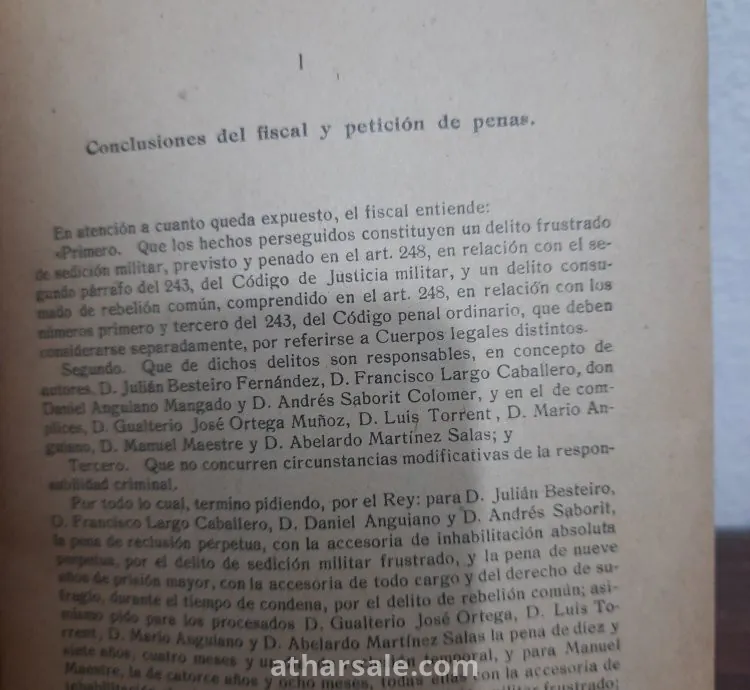 I
Conclusiones del fiscal y petición de penas.
En atención a cuanto queda expuesto, el fiscal entiende:
«Primero. Que los hechos perseguidos constituyen un delito frustrado
de sedición militar, previsto y penado en el art. 248, en relación con el se-
gundo párrafo del 243, del Código de Justicia militar, y un delito consu-
mado de rebelión común, comprendido en el art. 248, en relación con los
números primero y tercero del 243, del Código penal ordinario, que deben
considerarse separadamente, por referirse a Cuerpos legales distintos.
Segundo. Que de dichos delitos son responsables, en concepto de
autores, D. Julián Besteiro Fernández, D. Francisco Largo Caballero, don
Daniel Anguiano Mangado y D. Andrés Saborit Colomer, y en el de com-
plices, D. Gualterio José Ortega Muñoz, D. Luis Torrent, D. Mario An-
guiano, D. Manuel Maestre y D. Abelardo Martínez Salas; y
Tercero. Que no concurren circunstancias modificativas de la respon-
sabilidad criminal.
Por todo lo cual, termino pidiendo, por el Rey: para D. Julián Besteiro,
D. Francisco Largo Caballero, D. Daniel Anguiano y D. Andrés Saborit,
la pena de reclusión perpetua, con la accesoria de inhabilitación absoluta
perpetua, por el delito de sedición militar frustrado, y la pena de nueve
años de prisión mayor, con la accesoria de todo cargo y del derecho de su-
fragio, durante el tiempo de condena, por el delito de rebelión común; asi-
mismo pido para los procesados D. Gualterio José Ortega, D. Luis To-
rrent, D. Mario Anguiano y D. Abelardo Martínez Salas la pena de diez y
siete años, cuatro meses y un temporal, y para Manuel
Maestre, la de catorce años y ocho meses, todas ellas con la accesoria de
militar frustrado;
atharsale.com